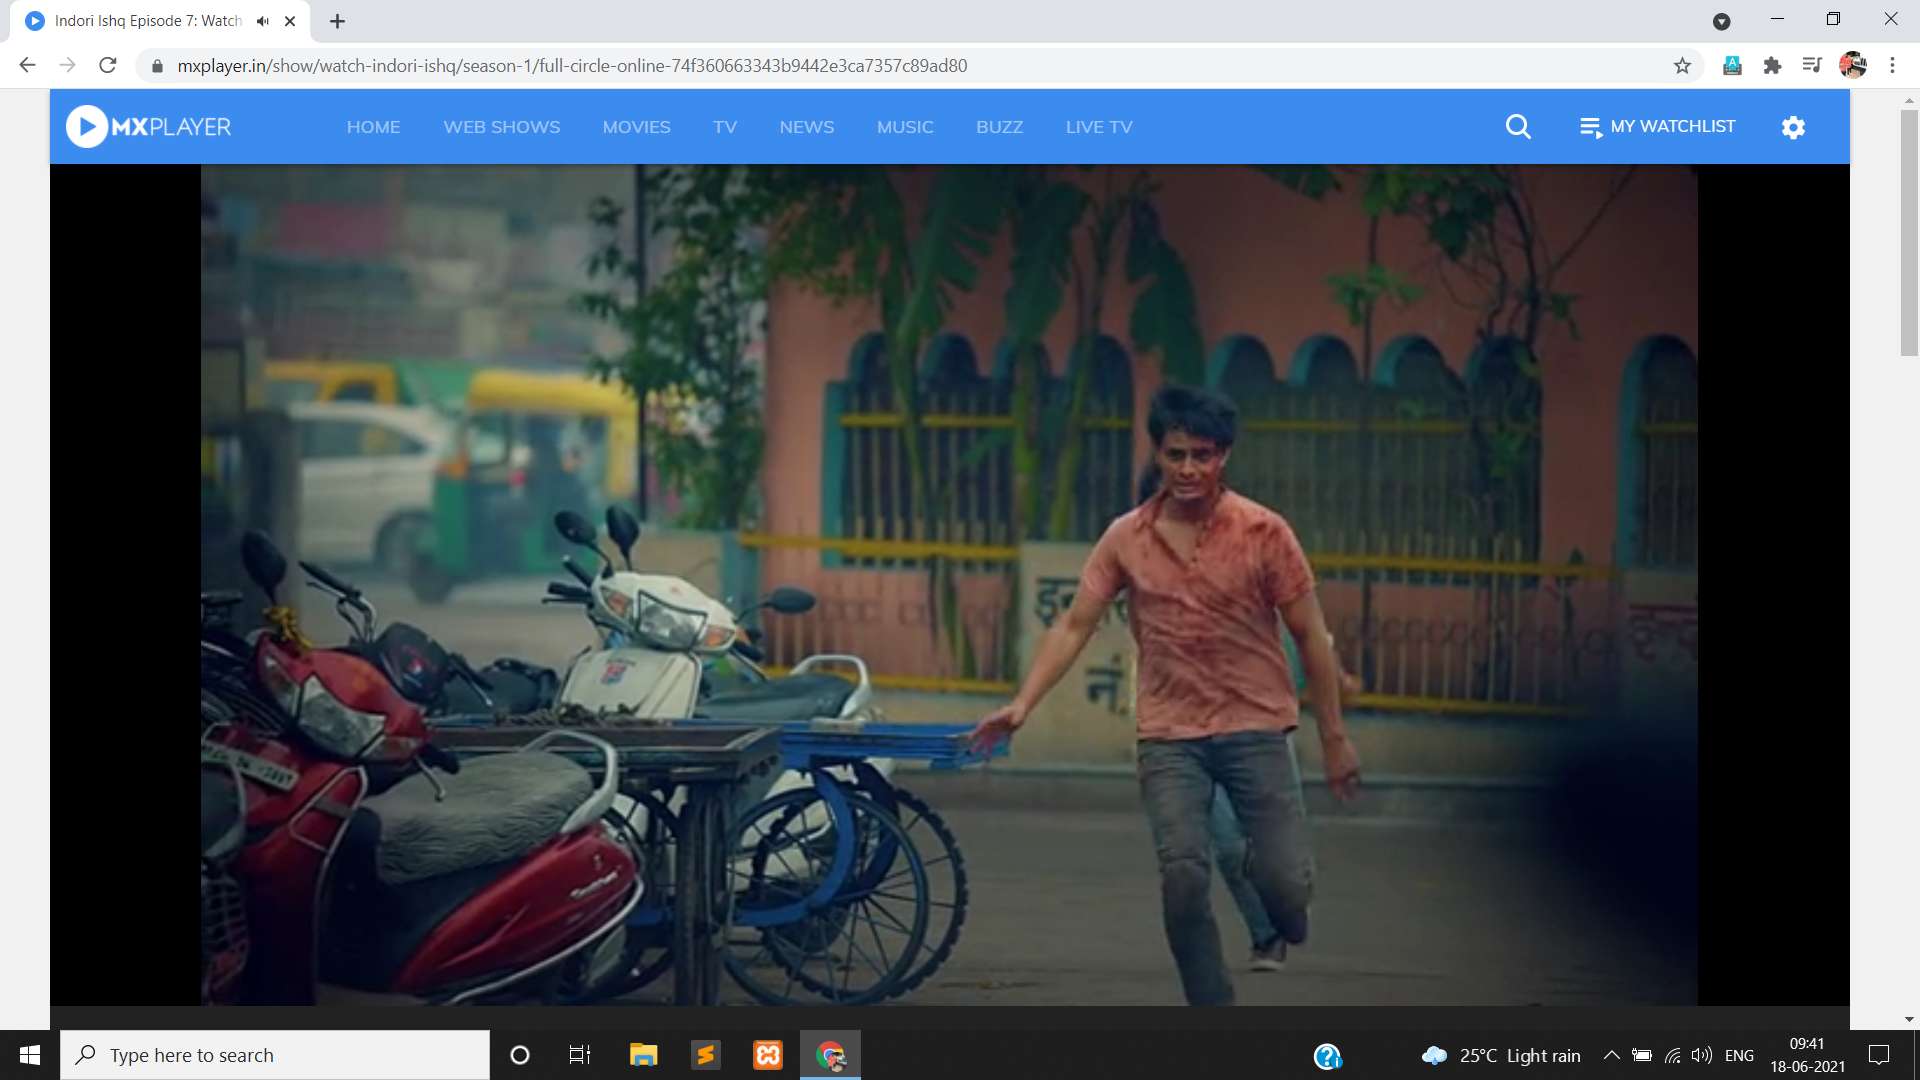 Indori Ishq Episode 7: Watch
mxplayer.in/show/watch-indori-ishq/season-1/full-circle-online-74f360663343b9442e3ca7357c89ad80
MXPLAYER
HOME
WEB SHOWS
MOVIES
TV
NEWS
MUSIC
BUZZ
LIVE TV
MY WATCHLIST
नं.
Type here to search
25°C Light rain
ENG
09:41
18-06-2021